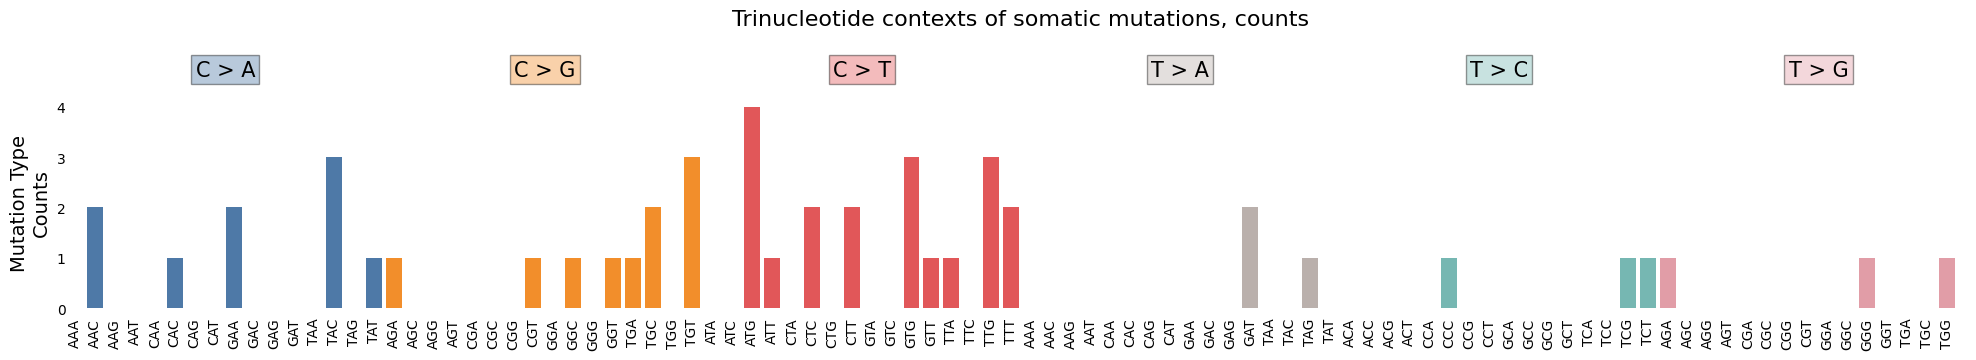 Trinucleotide contexts of somatic mutations, counts
C > A C > G C > T T > A T > C T > G
Mutation Type
Counts
4
3
2
1
0
AAA AAC AAG AAT CAA CAC CAG CAT GAA GAC GAG GAT TAA TAC TAG TAT AGA AGC AGG AGT CGA CGC CGG CGT GGA GGC GGG GGT TGA TGC TGG TGT ATA ATC ATG ATT CTA CTC CTG CTT GTA GTC GTG GTT TTA TTC TTG TTT AAA AAC AAG AAT CAA CAC CAG CAT GAA GAC GAG GAT TAA TAC TAG TAT ACA ACC ACG ACT CCA CCC CCG CCT GCA GCC GCG GCT TCA TCC TCG TCT AGA AGC AGG AGT CGA CGC CGG CGT GGA GGC GGG GGT TGA TGC TGG